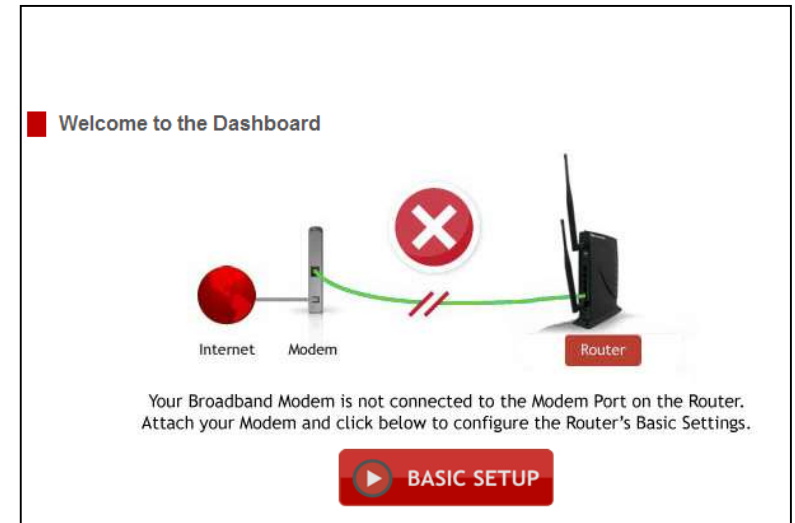 Welcome to the Dashboard
Internet
Modem
Router
Your Broadband Modem is not connected to the Modem Port on the Router.
Attach your Modem and click below to configure the Router's Basic Settings.
BASIC SETUP